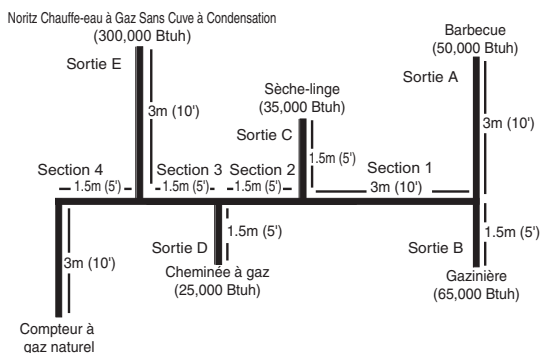 Noritz Chauffe-eau à Gaz Sans Cuve à Condensation
(300,000 Btuh)
Sortie E
3m (10')
Barbecue
(50,000 Btuh)
Sortie A
3m (10')
Sèche-linge
(35,000 Btuh)
Sortie C
1.5m (5')
Section 4
1.5m (5')
Section 3
1.5m (5')
Section 2
1.5m (5')
Section 1
3m (10')
3m (10')
Compteur à
gaz naturel
Sortie D
1.5m (5')
Cheminée à gaz
(25,000 Btuh)
Sortie B
1.5m (5')
Gazinière
(65,000 Btuh)